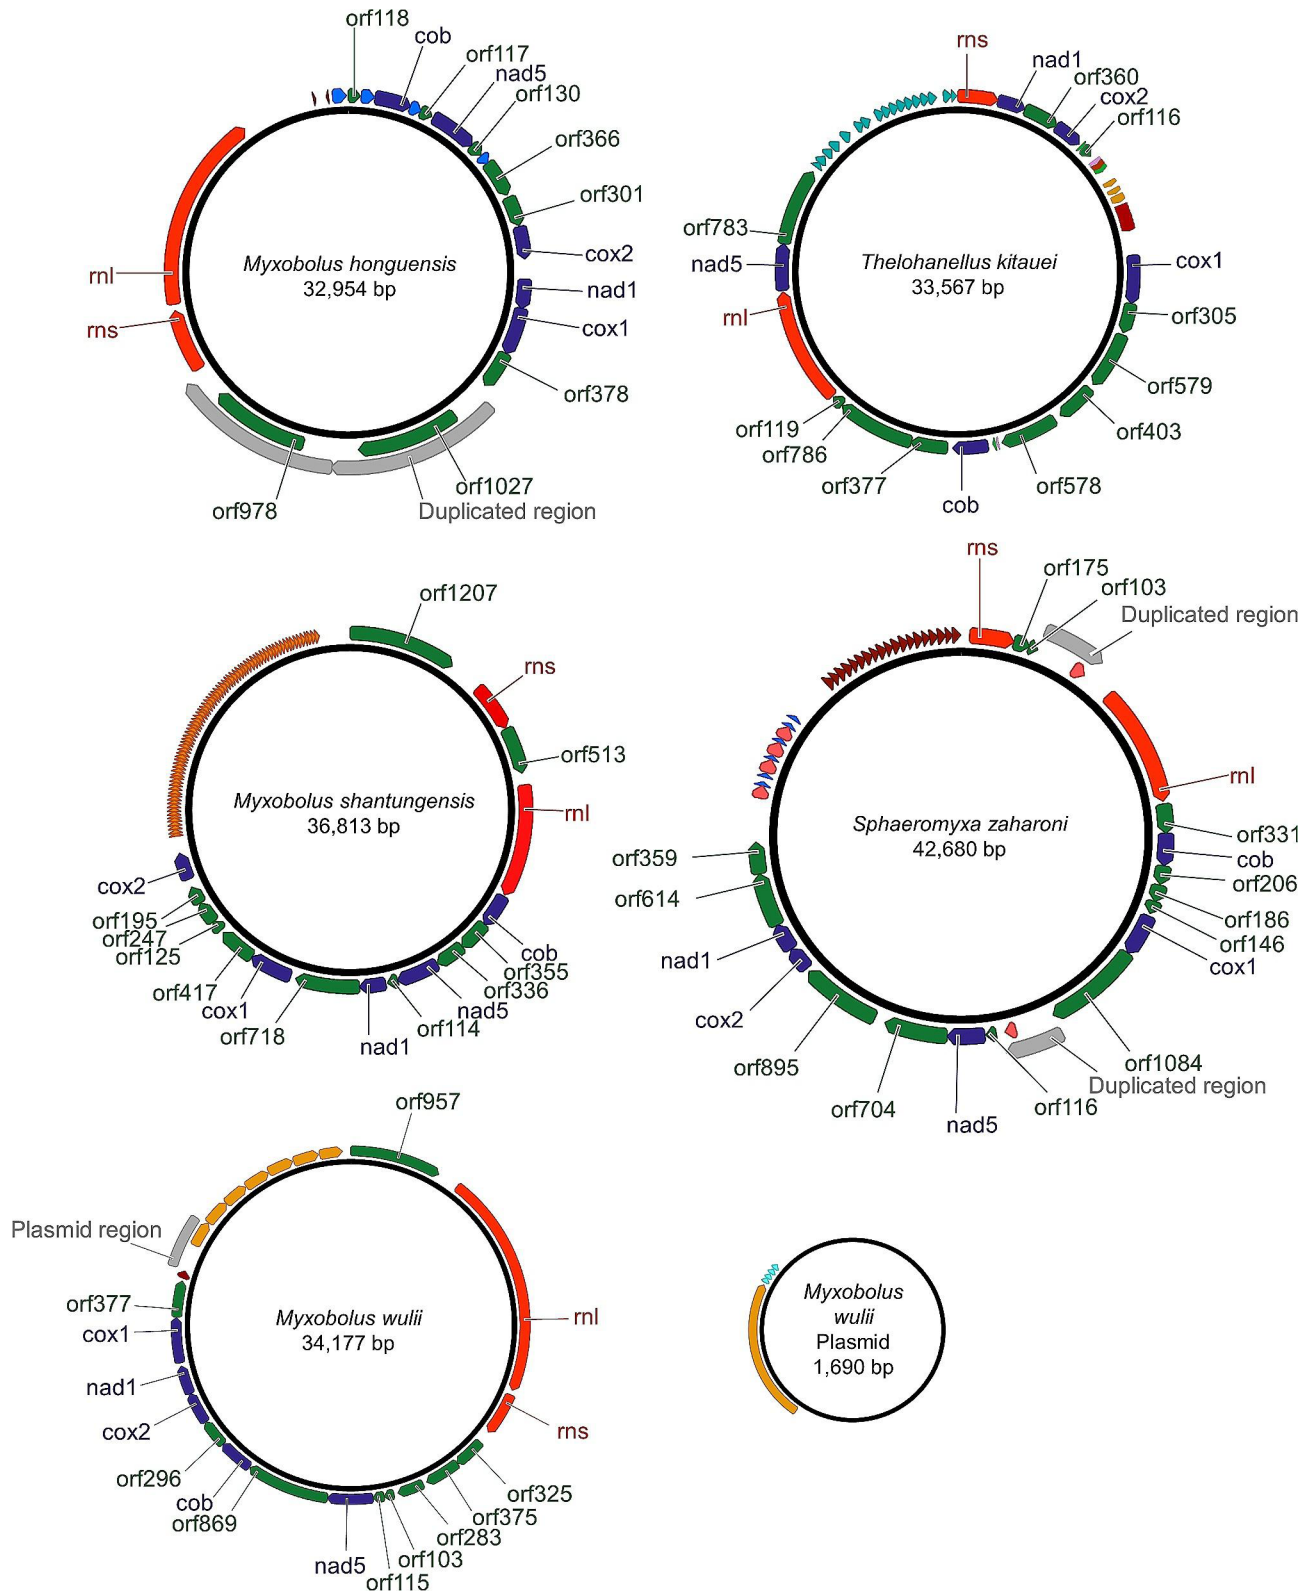 orf118
cob
orf117
nad5
orf130
orf366
orf301
cox2
nad1
cox1
orf378
orf1027
Duplicated region
orf978
rns
rnl
Myxobolus honguensis
32,954 bp
rns
nad1
orf360
cox2
orf116
cox1
orf305
orf579
orf403
orf578
cob
orf377
orf786
orf119
rnl
nad5
orf783
Thelohanellus kitauei
33,567 bp
orf1207
rns
orf513
rnl
cob
orf355
orf336
nad5
orf114
nad1
orf718
cox1
orf417
orf125
orf247
orf195
cox2
Myxobolus shantungensis
36,813 bp
rns
orf175
orf103
Duplicated region
rnl
orf331
cob
orf206
orf186
orf146
cox1
orf1084
Duplicated region
orf116
nad5
orf704
orf895
cox2
nad1
orf614
orf359
Sphaeromyxa zaharoni
42,680 bp
orf957
rnl
rns
orf325
orf375
orf283
orf103
orf115
nad5
orf869
cob
orf296
cox2
nad1
cox1
orf377
Plasmid region
Myxobolus wulii
34,177 bp
Myxobolus
wulii
Plasmid
1,690 bp